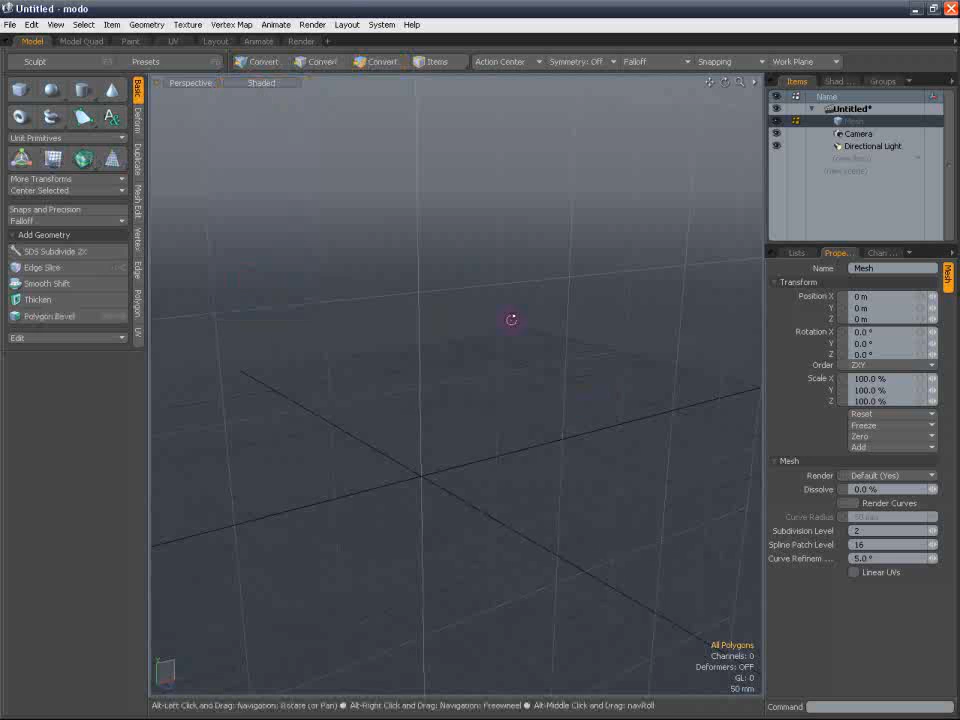 Untitled - modo
File Edit View Select Item Geometry Texture Vertex Map Animate Render Layout System Help
Model Model Quad Paint UV Layout Animate Render +
Sculpt F3 Presets F6 Convert Convert Convert Items Action Center Symmetry: Off Falloff Snapping Work Plane
Perspective Shaded
Items Shad ... Groups
Name
Untitled*
Mesh
Camera
Directional Light
(new item)
(new scene)
Basic
Deform
Duplicate
Mesh Edit
Vertex
Edge
Polygon
UV
Unit Primitives
More Transforms
Center Selected
Snaps and Precision
Falloff
Add Geometry
SDS Subdivide 2X
Edge Slice
Smooth Shift
Thicken
Polygon Bevel
Edit
Lists Prope... Chan ...
Name Mesh
Mesh
Transform
Position X 0 m
Y 0 m
Z 0 m
Rotation X 0.0 °
Y 0.0 °
Z 0.0 °
Order ZXY
Scale X 100.0 %
Y 100.0 %
Z 100.0 %
Reset
Freeze
Zero
Add
Mesh
Render Default (Yes)
Dissolve 0.0 %
Render Curves
Curve Radius
Subdivision Level 2
Spline Patch Level 16
Curve Refinem ... 5.0 °
Linear UVs
All Polygons
Channels: 0
Deformers: OFF
GL: 0
50 mm
Alt-Left Click and Drag: Navigation: Rotate (or Pan) Alt-Right Click and Drag: Navigation: Freewheel Alt-Middle Click and Drag: navRoll
Command